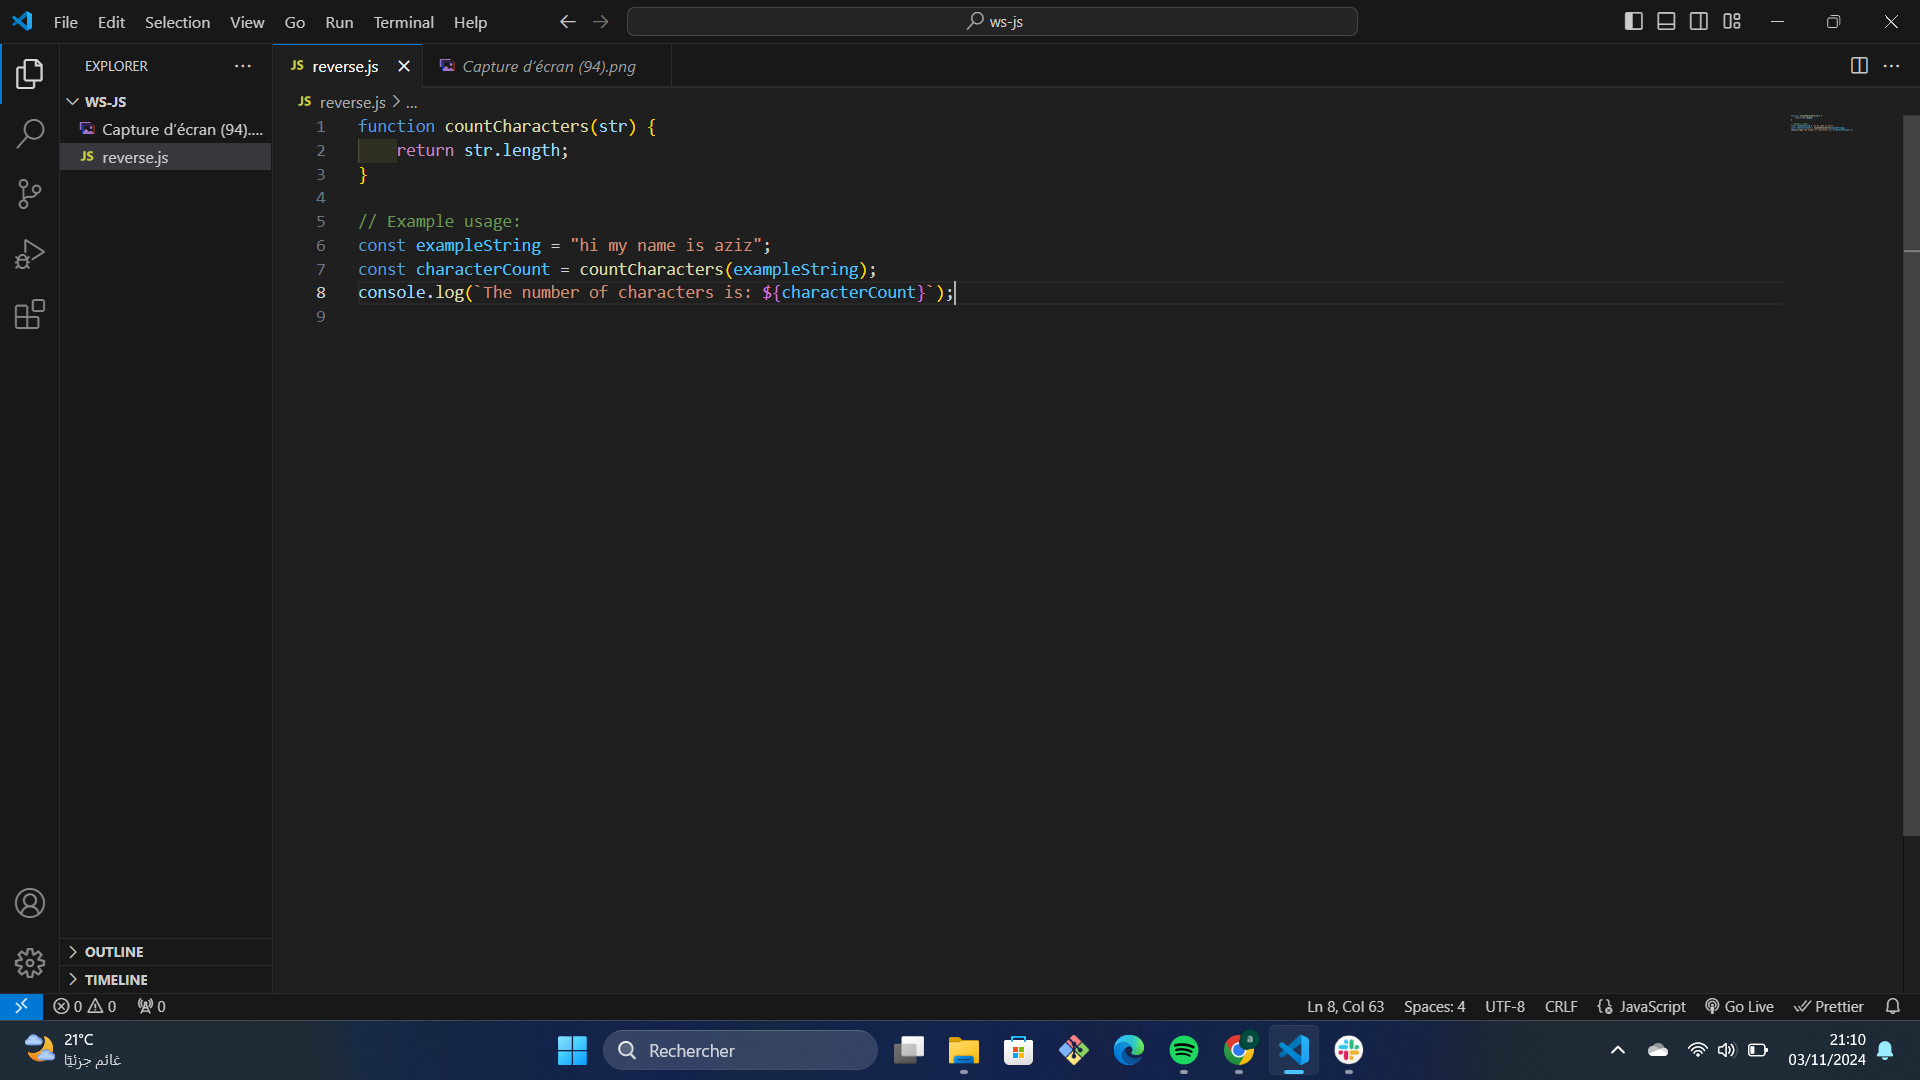 File Edit Selection View Go Run Terminal Help
ws-js
EXPLORER
WS-JS
Capture d'écran (94)....
JS reverse.js
JS reverse.js
Capture d'écran (94).png
JS reverse.js > ...
1 function countCharacters(str) {
2 return str.length;
3 }
4
5 // Example usage:
6 const exampleString = "hi my name is aziz";
7 const characterCount = countCharacters(exampleString);
8 console.log(`The number of characters is: ${characterCount}`);
9
OUTLINE
TIMELINE
0 0 0
Ln 8, Col 63 Spaces: 4 UTF-8 CRLF {} JavaScript Go Live Prettier
21°C
غائم جزئيًا
Rechercher
a
21:10
03/11/2024